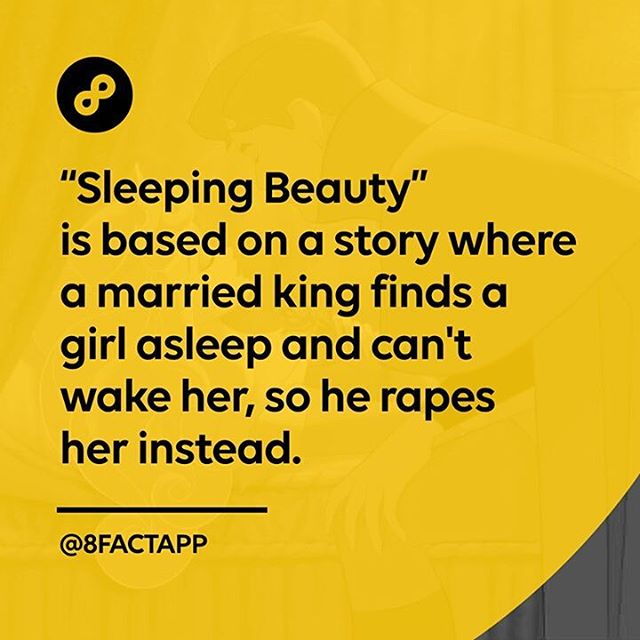 “Sleeping Beauty”
is based on a story where
a married king finds a
girl asleep and can't
wake her, so he rapes
her instead.
@8FACTAPP